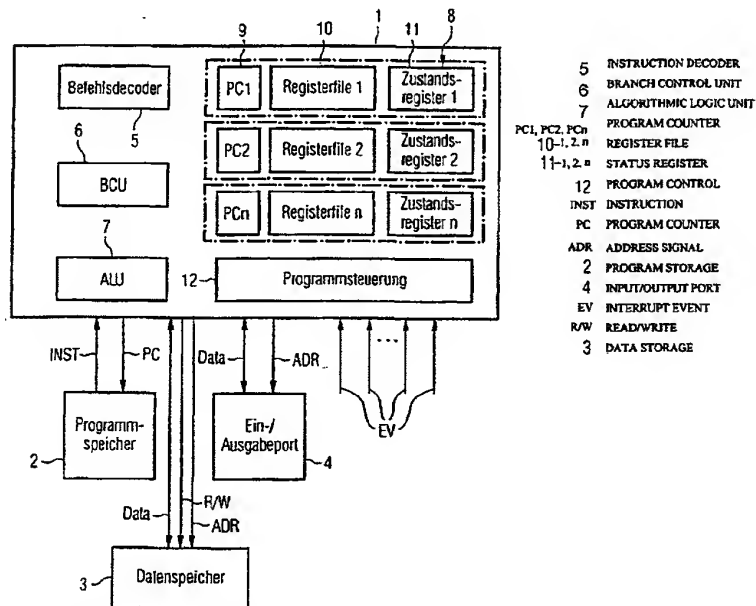 1
9
10
11
8
Befehlsdecoder
5
PC1
Registerfile 1
Zustands-
register 1
6
BCU
PC2
Registerfile 2
Zustands-
register 2
PCn
Registerfile n
Zustands-
register n
7
ALU
12
Programmsteuerung
INST
PC
Data
ADR
...
EV
Programm-
speicher
2
Ein-/
Ausgabeport
4
Data
R/W
ADR
3
Datenspeicher
5 INSTRUCTION DECODER
6 BRANCH CONTROL UNIT
7 ALGORITHMIC LOGIC UNIT
PC1, PC2, PCn PROGRAM COUNTER
10-1, 2. n REGISTER FILE
11-1, 2. n STATUS REGISTER
12 PROGRAM CONTROL
INST INSTRUCTION
PC PROGRAM COUNTER
ADR ADDRESS SIGNAL
2 PROGRAM STORAGE
4 INPUT/OUTPUT PORT
EV INTERRUPT EVENT
R/W READ/WRITE
3 DATA STORAGE